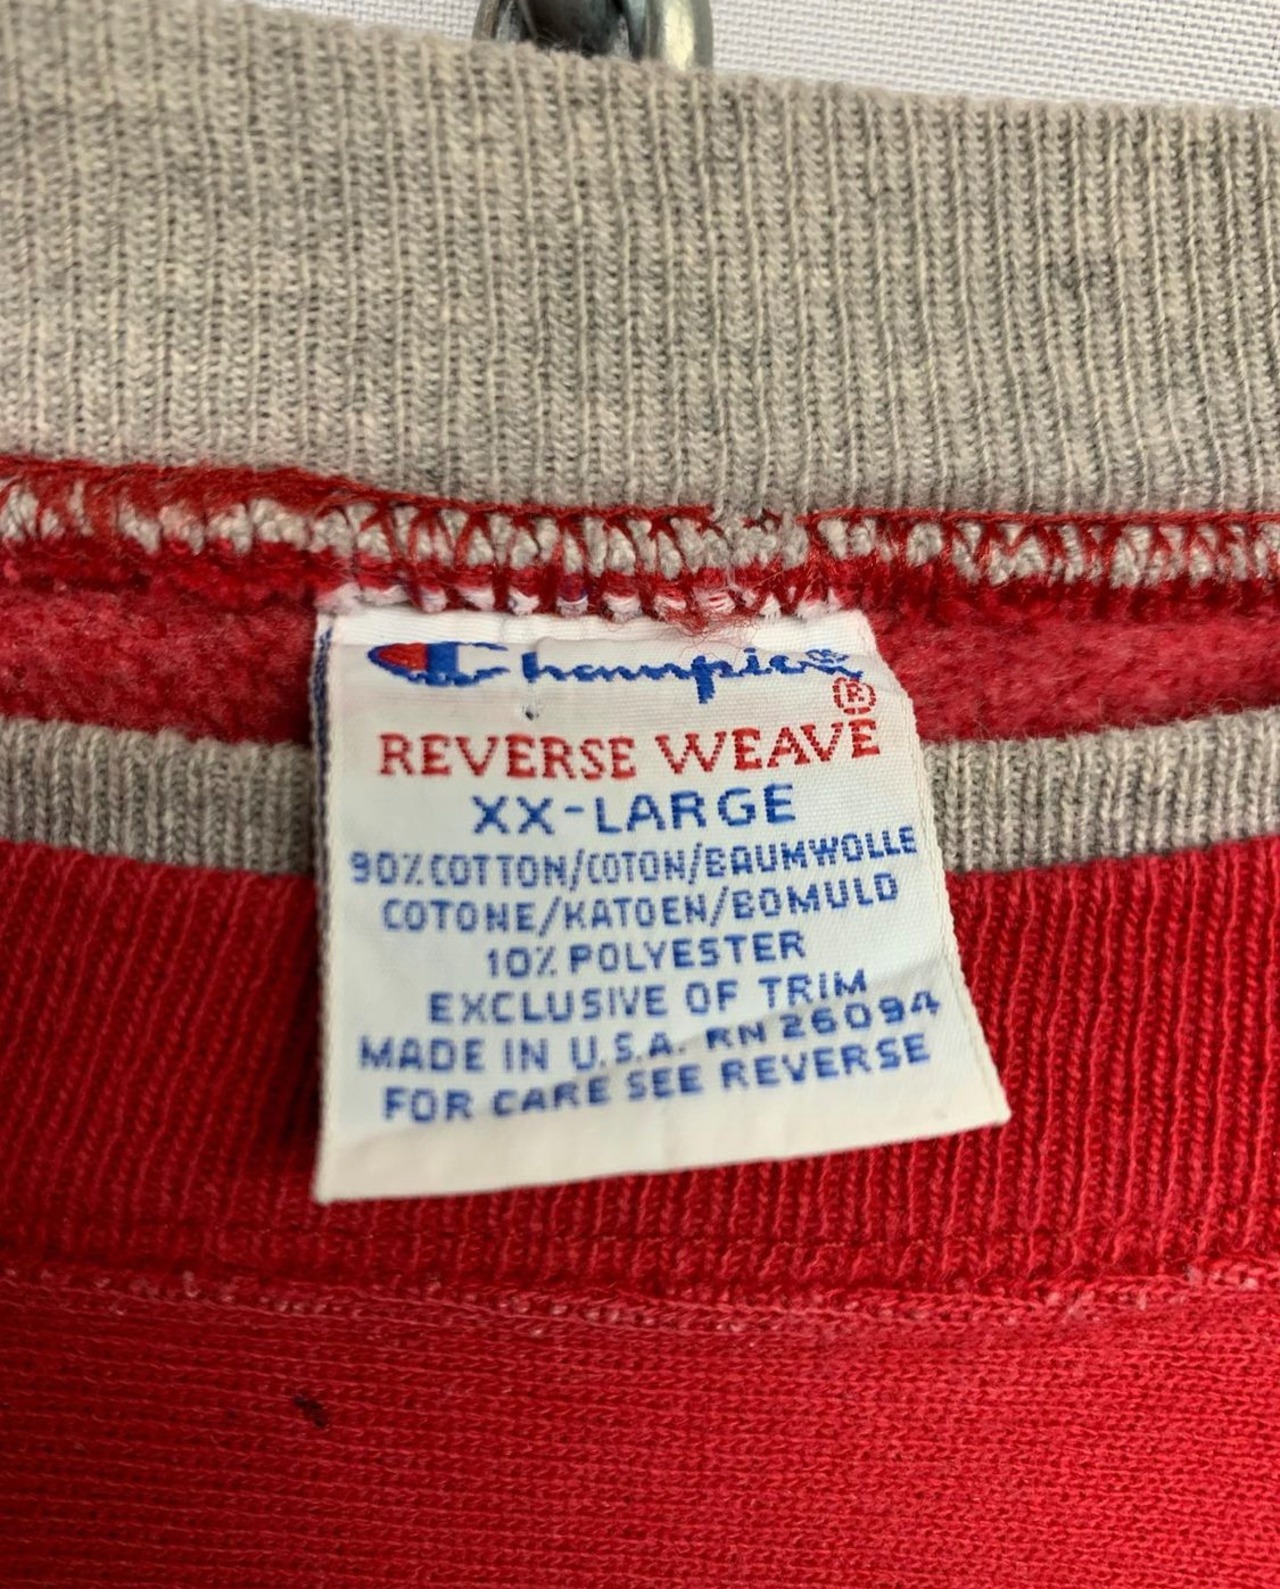 Champion
®
REVERSE WEAVE
XX-LARGE
90% COTTON/COTON/BAUMWOLLE
COTONE/KATOEN/BOMULD
10% POLYESTER
EXCLUSIVE OF TRIM
MADE IN U.S.A. RN 26094
FOR CARE SEE REVERSE